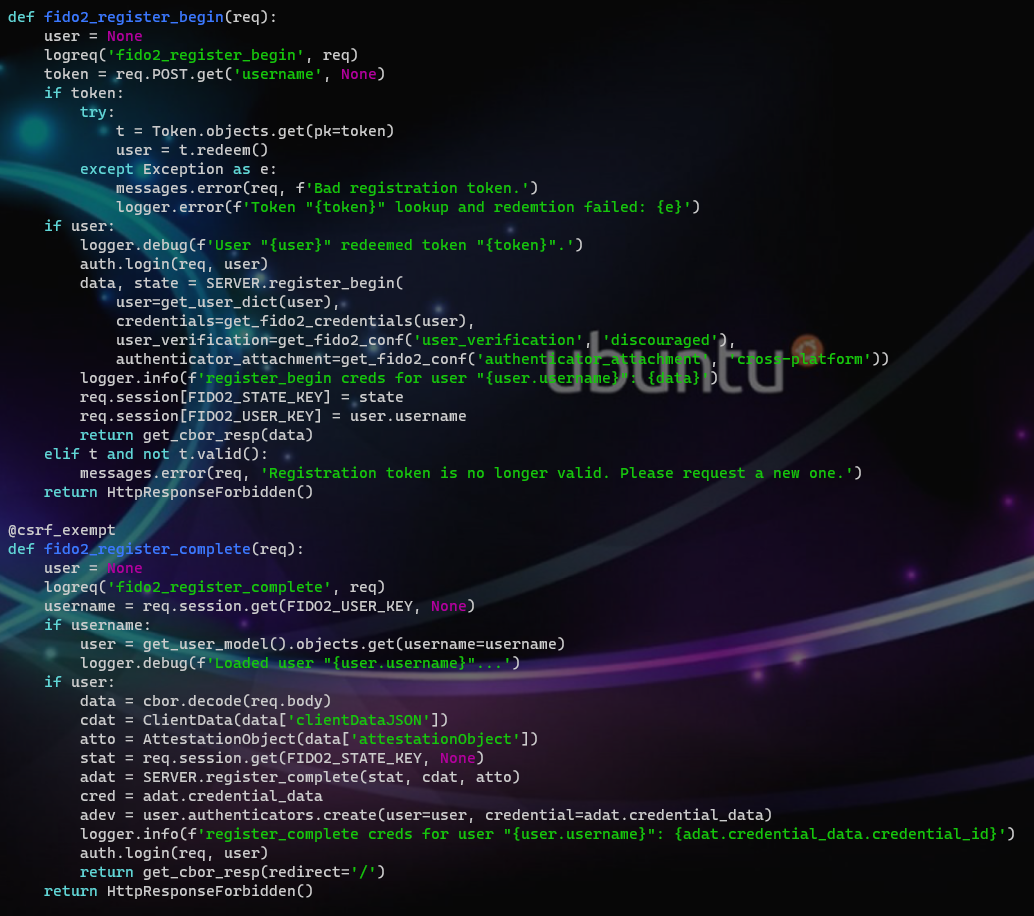 def fido2_register_begin(req):
    user = None
    logreq('fido2_register_begin', req)
    token = req.POST.get('username', None)
    if token:
        try:
            t = Token.objects.get(pk=token)
            user = t.redeem()
        except Exception as e:
            messages.error(req, f'Bad registration token.')
            logger.error(f'Token "{token}" lookup and redemtion failed: {e}')
    if user:
        logger.debug(f'User "{user}" redeemed token "{token}".')
        auth.login(req, user)
        data, state = SERVER.register_begin(
            user=get_user_dict(user),
            credentials=get_fido2_credentials(user),
            user_verification=get_fido2_conf('user_verification', 'discouraged'),
            authenticator_attachment=get_fido2_conf('authenticator_attachment', 'cross-platform'))
        logger.info(f'register_begin creds for user "{user.username}": {data}')
        req.session[FIDO2_STATE_KEY] = state
        req.session[FIDO2_USER_KEY] = user.username
        return get_cbor_resp(data)
    elif t and not t.valid():
        messages.error(req, 'Registration token is no longer valid. Please request a new one.')
    return HttpResponseForbidden()

@csrf_exempt
def fido2_register_complete(req):
    user = None
    logreq('fido2_register_complete', req)
    username = req.session.get(FIDO2_USER_KEY, None)
    if username:
        user = get_user_model().objects.get(username=username)
        logger.debug(f'Loaded user "{user.username}"...')
    if user:
        data = cbor.decode(req.body)
        cdat = ClientData(data['clientDataJSON'])
        atto = AttestationObject(data['attestationObject'])
        stat = req.session.get(FIDO2_STATE_KEY, None)
        adat = SERVER.register_complete(stat, cdat, atto)
        cred = adat.credential_data
        adev = user.authenticators.create(user=user, credential=adat.credential_data)
        logger.info(f'register_complete creds for user "{user.username}": {adat.credential_data.credential_id}')
        auth.login(req, user)
        return get_cbor_resp(redirect='/')
    return HttpResponseForbidden()
ubuntu